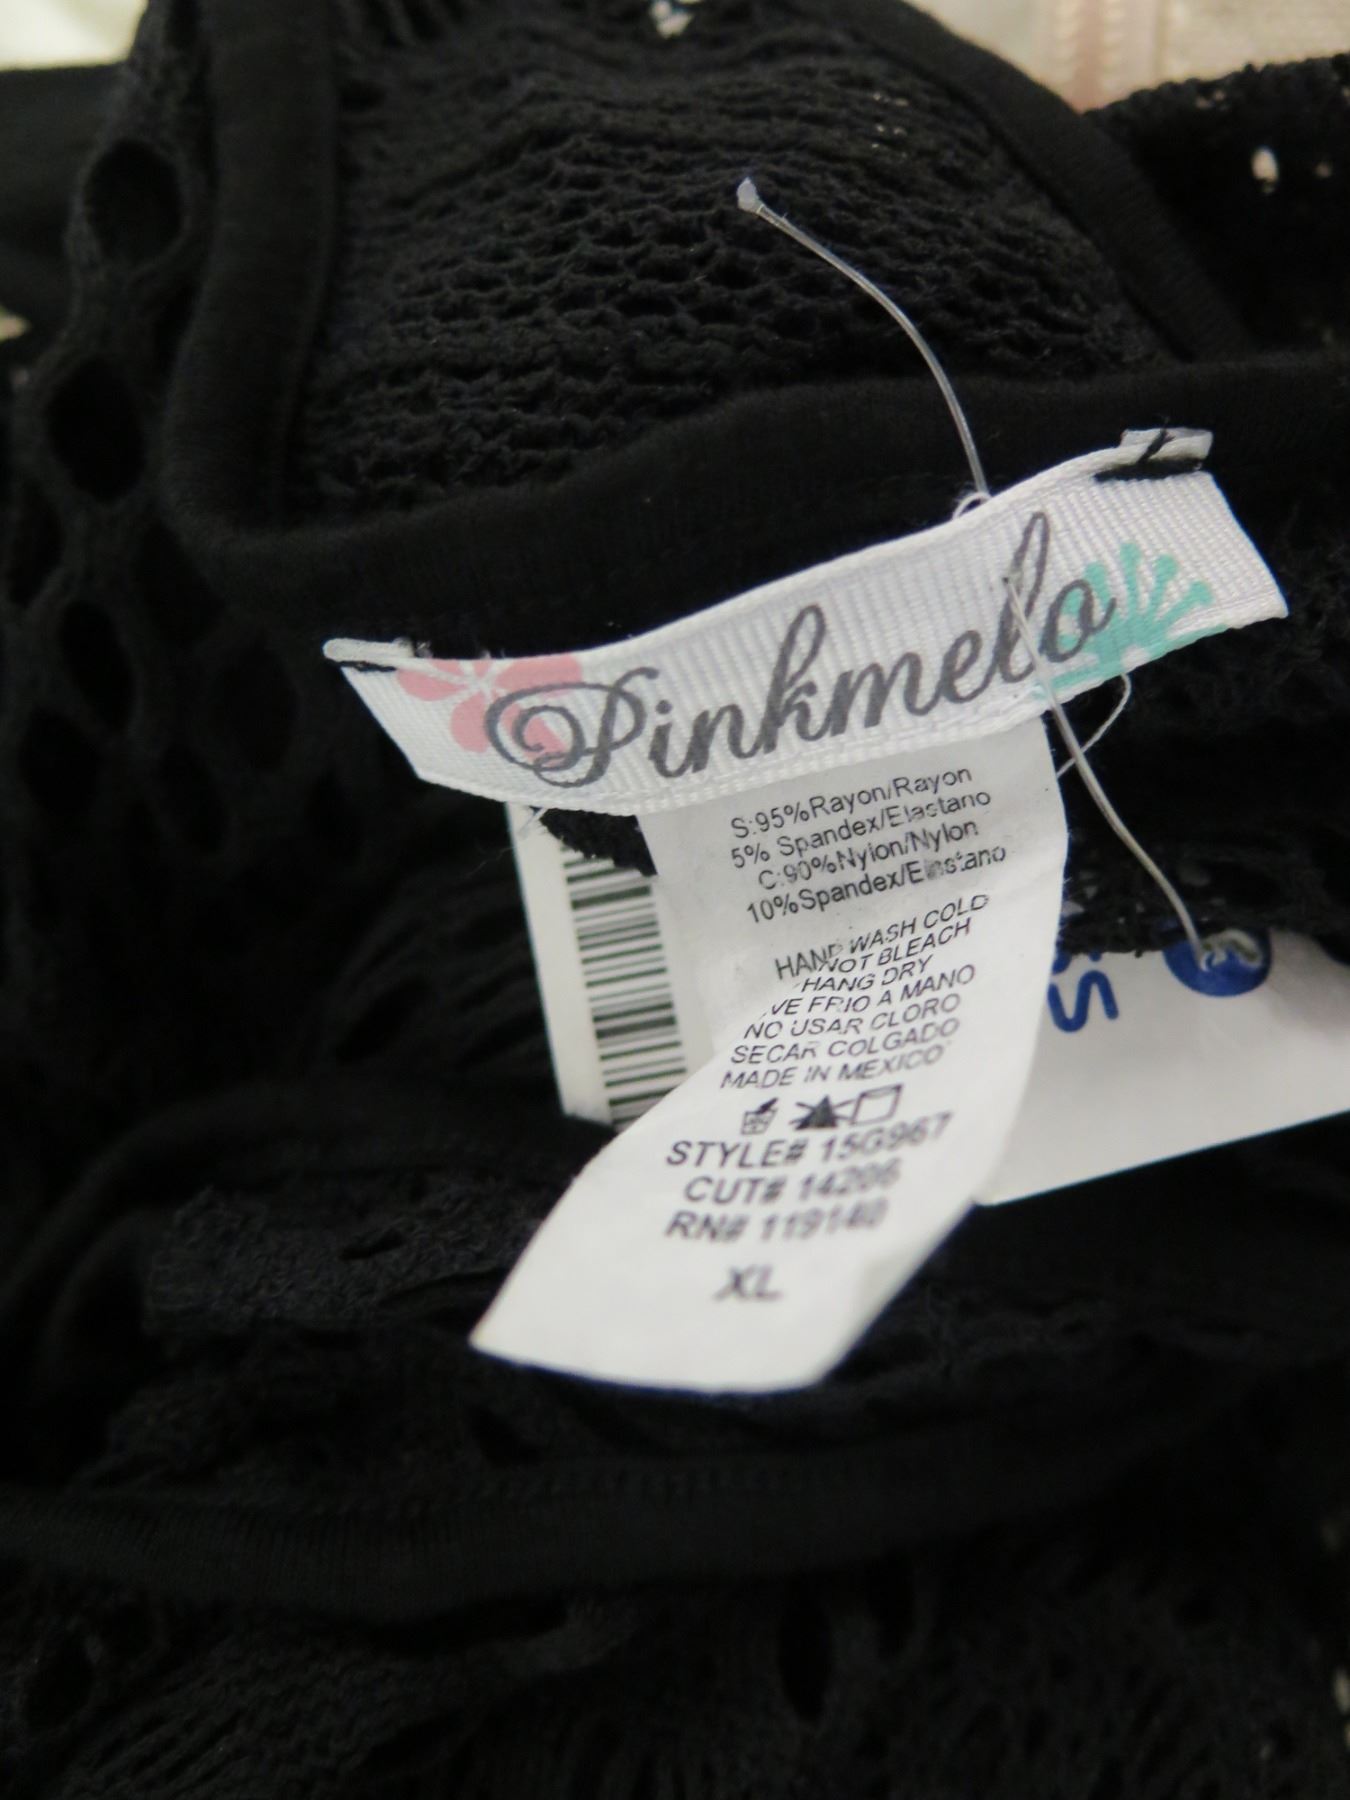 Pinkmelo
S:95%Rayon/Rayon
5% Spandex/Elastano
C:90%Nylon/Nylon
10%Spandex/Elastano
HAND WASH COLD
NOT BLEACH
HANG DRY
VE FRIO A MANO
NO USAR CLORO
SECAR COLGADO
MADE IN MEXICO
STYLE# 15G967
CUT# 14206
RN# 119140
XL